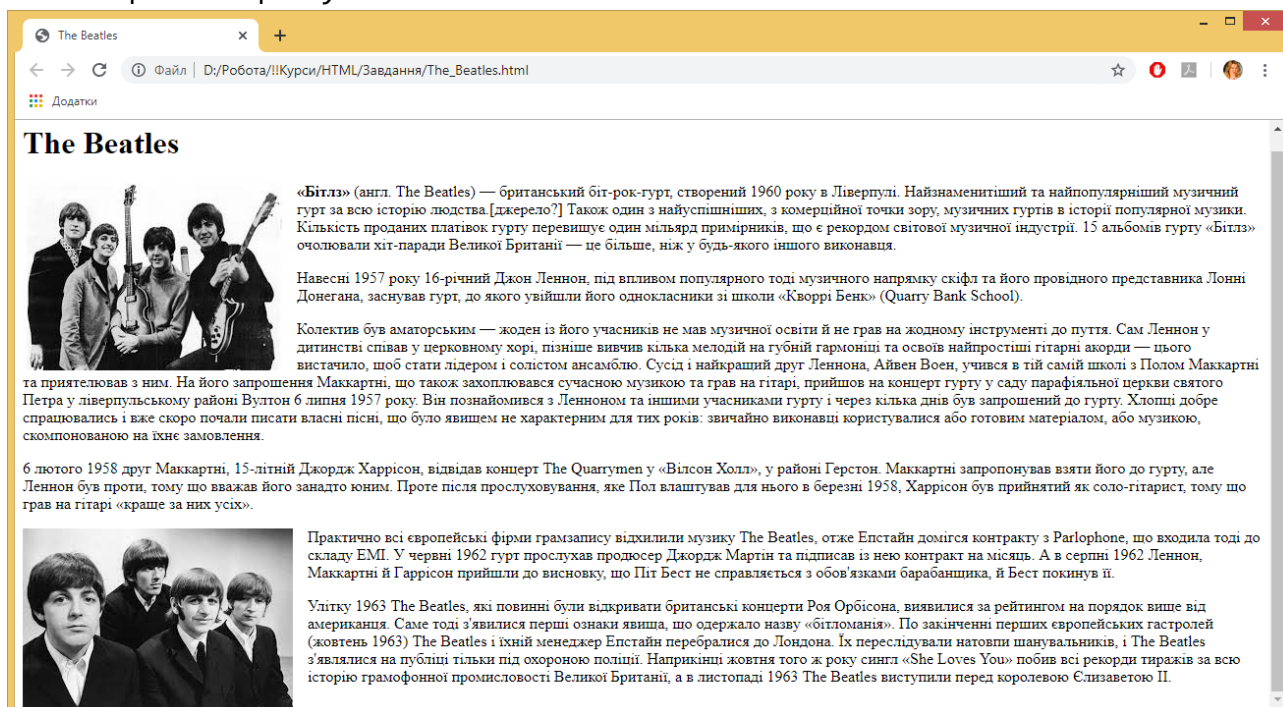 The Beatles
Файл | D:/Робота/!!Курси/HTML/Завдання/The_Beatles.html
Додатки
The Beatles
«Бітлз» (англ. The Beatles) — британський біт-рок-гурт, створений 1960 року в Ліверпулі. Найзнаменитіший та найпопулярніший музичний
гурт за всю історію людства.[джерело?] Також один з найуспішніших, з комерційної точки зору, музичних гуртів в історії популярної музики.
Кількість проданих платівок гурту перевищує один мільярд примірників, що є рекордом світової музичної індустрії. 15 альбомів гурту «Бітлз»
очолювали хіт-паради Великої Британії — це більше, ніж у будь-якого іншого виконавця.
Навесні 1957 року 16-річний Джон Леннон, під впливом популярного тоді музичного напрямку скіфл та його провідного представника Лонні
Донегана, заснував гурт, до якого увійшли його однокласники зі школи «Кворрі Бенк» (Quarry Bank School).
Колектив був аматорським — жоден із його учасників не мав музичної освіти й не грав на жодному інструменті до пуття. Сам Леннон у
дитинстві співав у церковному хорі, пізніше вивчив кілька мелодій на губній гармоніці та освоїв найпростіші гітарні акорди — цього
вистачило, щоб стати лідером і солістом ансамблю. Сусід і найкращий друг Леннона, Айвен Воен, учився в тій самій школі з Полом Маккартні
та приятелював з ним. На його запрошення Маккартні, що також захоплювався сучасною музикою та грав на гітарі, прийшов на концерт гурту у саду парафіяльної церкви святого
Петра у ліверпульському районі Вултон 6 липня 1957 року. Він познайомився з Ленноном та іншими учасниками гурту і через кілька днів був запрошений до гурту. Хлопці добре
спрацювались і вже скоро почали писати власні пісні, що було явищем не характерним для тих років: звичайно виконавці користувалися або готовим матеріалом, або музикою,
скомпонованою на їхнє замовлення.
6 лютого 1958 друг Маккартні, 15-літній Джордж Харрісон, відвідав концерт The Quarrymen у «Вілсон Холл», у районі Герстон. Маккартні запропонував взяти його до гурту, але
Леннон був проти, тому що вважав його занадто юним. Проте після прослуховування, яке Пол влаштував для нього в березні 1958, Харрісон був прийнятий як соло-гітарист, тому що
грав на гітарі «краще за них усіх».
Практично всі європейські фірми грамзапису відхилили музику The Beatles, отже Епстайн домігся контракту з Parlophone, що входила тоді до
складу EMI. У червні 1962 гурт прослухав продюсер Джордж Мартін та підписав із нею контракт на місяць. А в серпні 1962 Леннон,
Маккартні й Гаррісон прийшли до висновку, що Піт Бест не справляється з обов'язками барабанщика, й Бест покинув її.
Улітку 1963 The Beatles, які повинні були відкривати британські концерти Роя Орбісона, виявилися за рейтингом на порядок вище від
американця. Саме тоді з'явилися перші ознаки явища, що одержало назву «бітломанія». По закінченні перших європейських гастролей
(жовтень 1963) The Beatles і їхній менеджер Епстайн перебралися до Лондона. Їх переслідували натовпи шанувальників, і The Beatles
з'являлися на публіці тільки під охороною поліції. Наприкінці жовтня того ж року сингл «She Loves You» побив всі рекорди тиражів за всю
історію грамофонної промисловості Великої Британії, а в листопаді 1963 The Beatles виступили перед королевою Єлизаветою II.